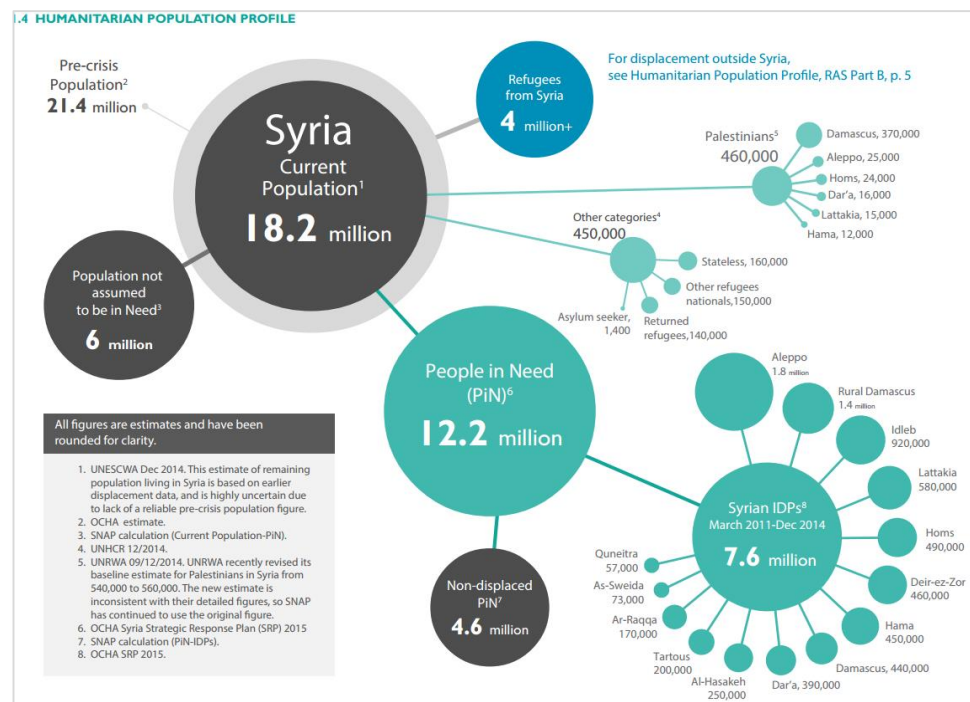 1.4 HUMANITARIAN POPULATION PROFILE
Pre-crisis
Population2
21.4 million
Syria
Current
Population1
18.2 million
Refugees
from Syria
4 million+
For displacement outside Syria,
see Humanitarian Population Profile, RAS Part B, p. 5
Palestinians5
460,000
Damascus, 370,000
Aleppo, 25,000
Homs, 24,000
Dar'a, 16,000
Lattakia, 15,000
Hama, 12,000
Other categories4
450,000
Stateless, 160,000
Other refugees
nationals,150,000
Returned
refugees,140,000
Asylum seeker,
1,400
Population not
assumed
to be in Need3
6 million
People in Need
(PiN)6
12.2 million
Aleppo
1.8 million
Rural Damascus
1.4 million
Idleb
920,000
Lattakia
580,000
Homs
490,000
Deir-ez-Zor
460,000
Hama
450,000
Damascus, 440,000
Dar'a, 390,000
Al-Hasakeh
250,000
Tartous
200,000
Ar-Raqqa
170,000
As-Sweida
73,000
Quneitra
57,000
Syrian IDPs8
March 2011-Dec 2014
7.6 million
Non-displaced
PiN7
4.6 million
All figures are estimates and have been
rounded for clarity.
1. UNESCWA Dec 2014. This estimate of remaining
population living in Syria is based on earlier
displacement data, and is highly uncertain due
to lack of a reliable pre-crisis population figure.
2. OCHA estimate.
3. SNAP calculation (Current Population-PiN).
4. UNHCR 12/2014.
5. UNRWA 09/12/2014. UNRWA recently revised its
baseline estimate for Palestinians in Syria from
540,000 to 560,000. The new estimate is
inconsistent with their detailed figures, so SNAP
has continued to use the original figure.
6. OCHA Syria Strategic Response Plan (SRP) 2015
7. SNAP calculation (PiN-IDPs).
8. OCHA SRP 2015.